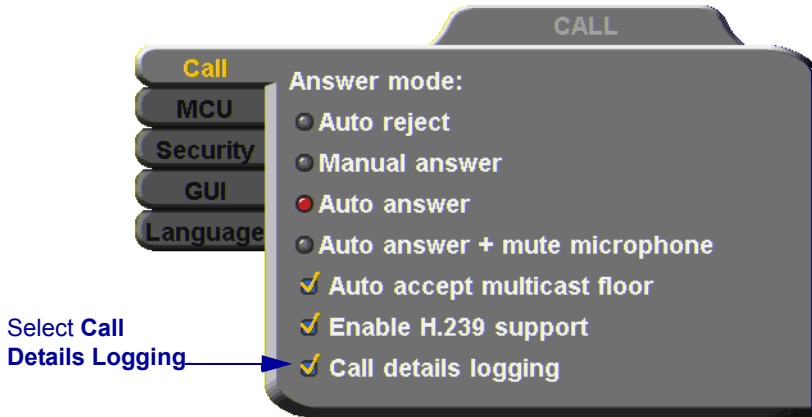 CALL
Call
MCU
Security
GUI
Language
Answer mode:
Auto reject
Manual answer
Auto answer
Auto answer + mute microphone
Auto accept multicast floor
Enable H.239 support
Call details logging
Select Call
Details Logging